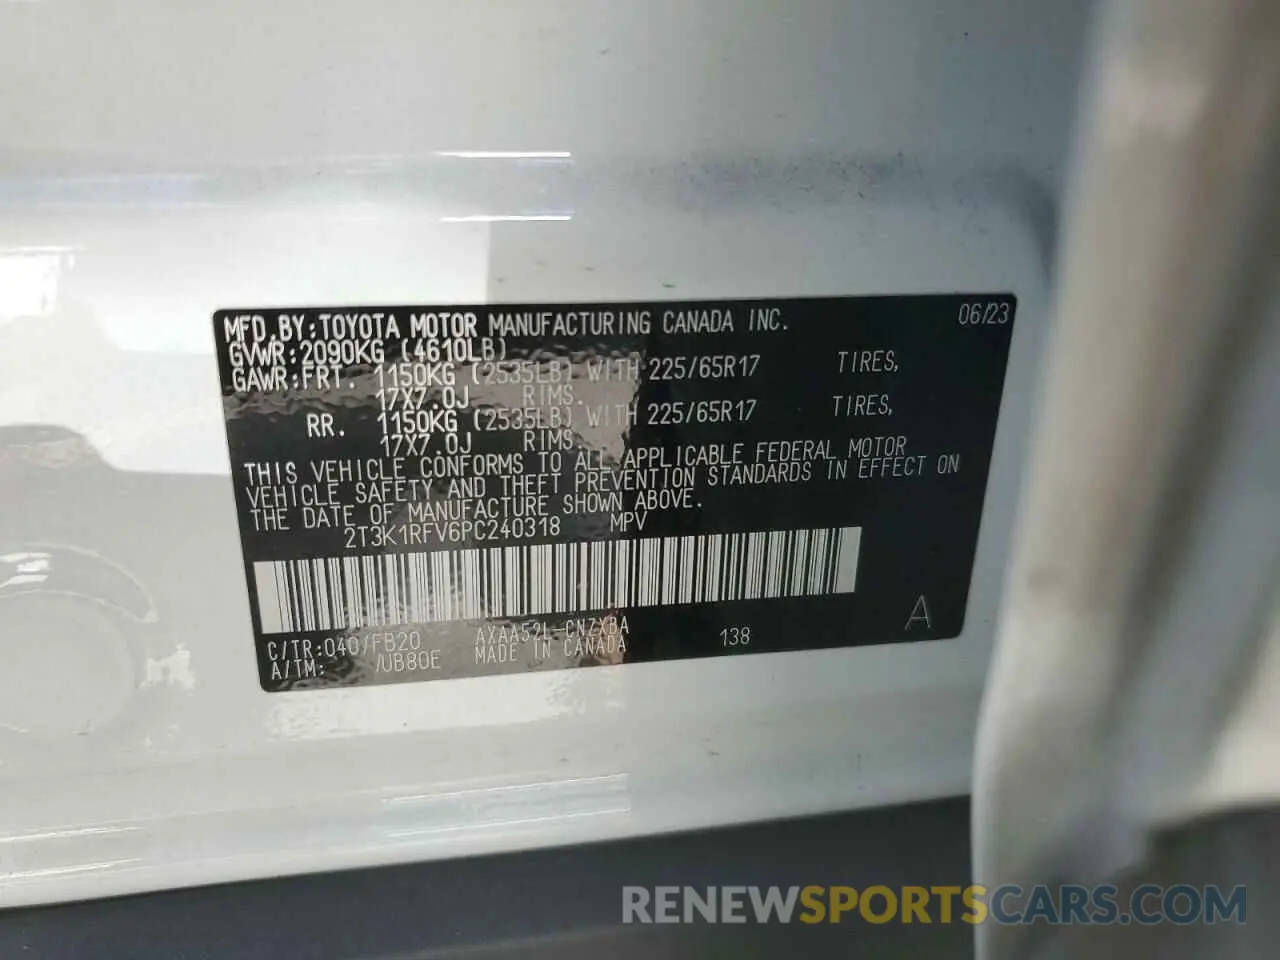 MFD.BY:TOYOTA MOTOR MANUFACTURING CANADA INC. 06/23
GVWR:2090KG (4610LB)
GAWR:FRT. 1150KG (2535LB) WITH 225/65R17 TIRES,
17X7.0J RIMS.
RR. 1150KG (2535LB) WITH 225/65R17 TIRES,
17X7.0J RIMS.
THIS VEHICLE CONFORMS TO ALL APPLICABLE FEDERAL MOTOR
VEHICLE SAFETY AND THEFT PREVENTION STANDARDS IN EFFECT ON
THE DATE OF MANUFACTURE SHOWN ABOVE.
2T3K1RFV6PC240318 MPV
C/TR:040/FB20 AXAA52L-CNZXBA 138 A
A/TM: /UB80E MADE IN CANADA
RENEWSPORTSCARS.COM